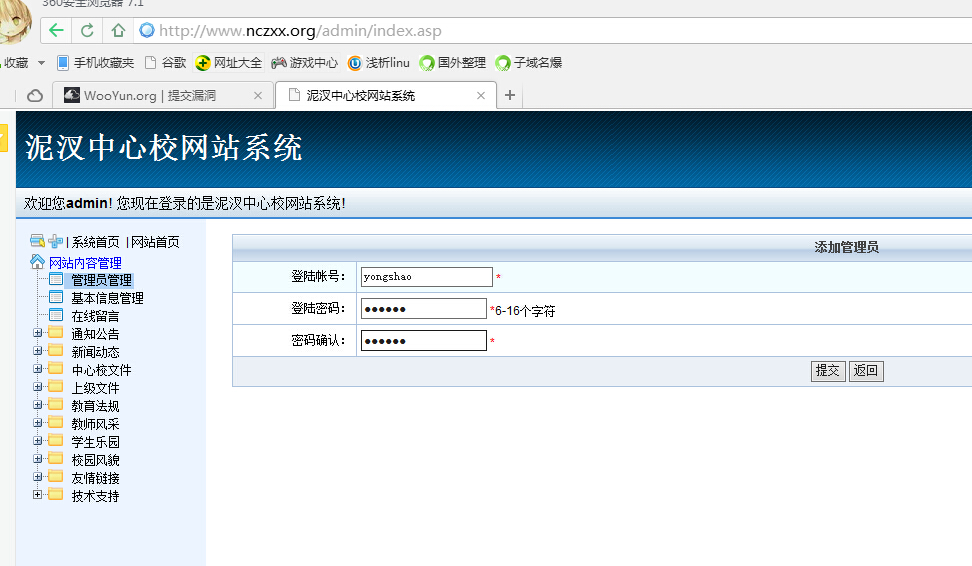 360安全浏览器 7.1
http://www.nczxx.org/admin/index.asp
收藏 手机收藏夹 谷歌 网址大全 游戏中心 浅析linu 国外整理 子域名爆
WooYun.org | 提交漏洞 × 泥汊中心校网站系统 × +
泥汊中心校网站系统
欢迎您admin! 您现在登录的是泥汊中心校网站系统!
| 系统首页 | 网站首页
网站内容管理
管理员管理
基本信息管理
在线留言
通知公告
新闻动态
中心校文件
上级文件
教育法规
教师风采
学生乐园
校园风貌
友情链接
技术支持
添加管理员
登陆帐号: yongshao *
登陆密码: ●●●●●● *6-16个字符
密码确认: ●●●●●● *
提交 返回